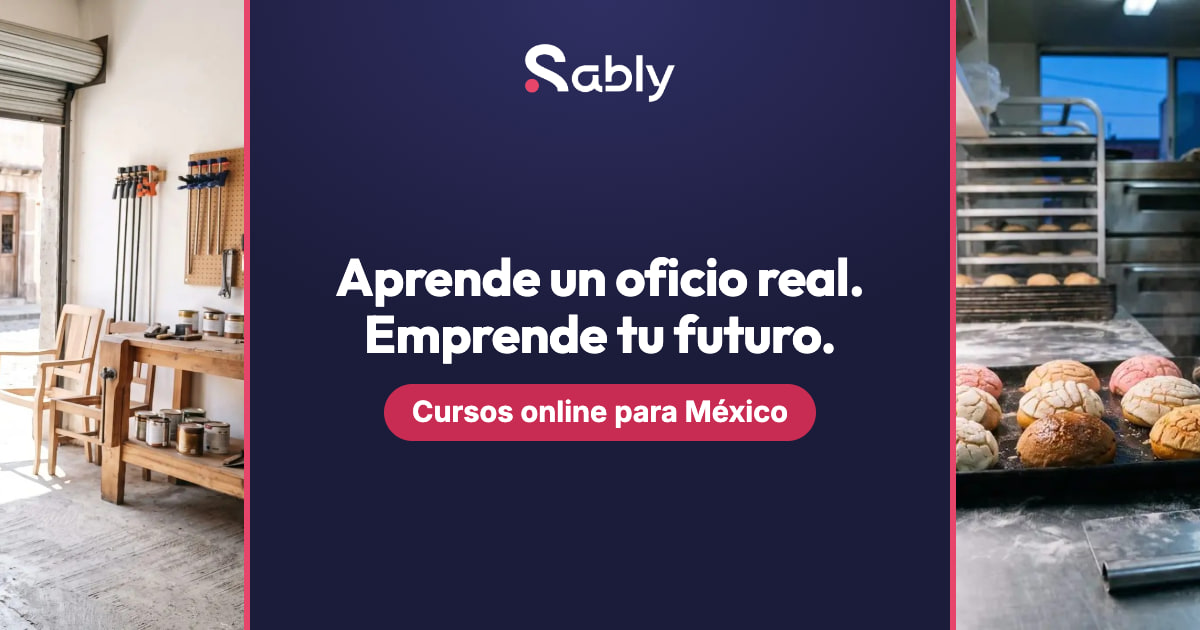 Sably
Aprende un oficio real.
Emprende tu futuro.
Cursos online para México